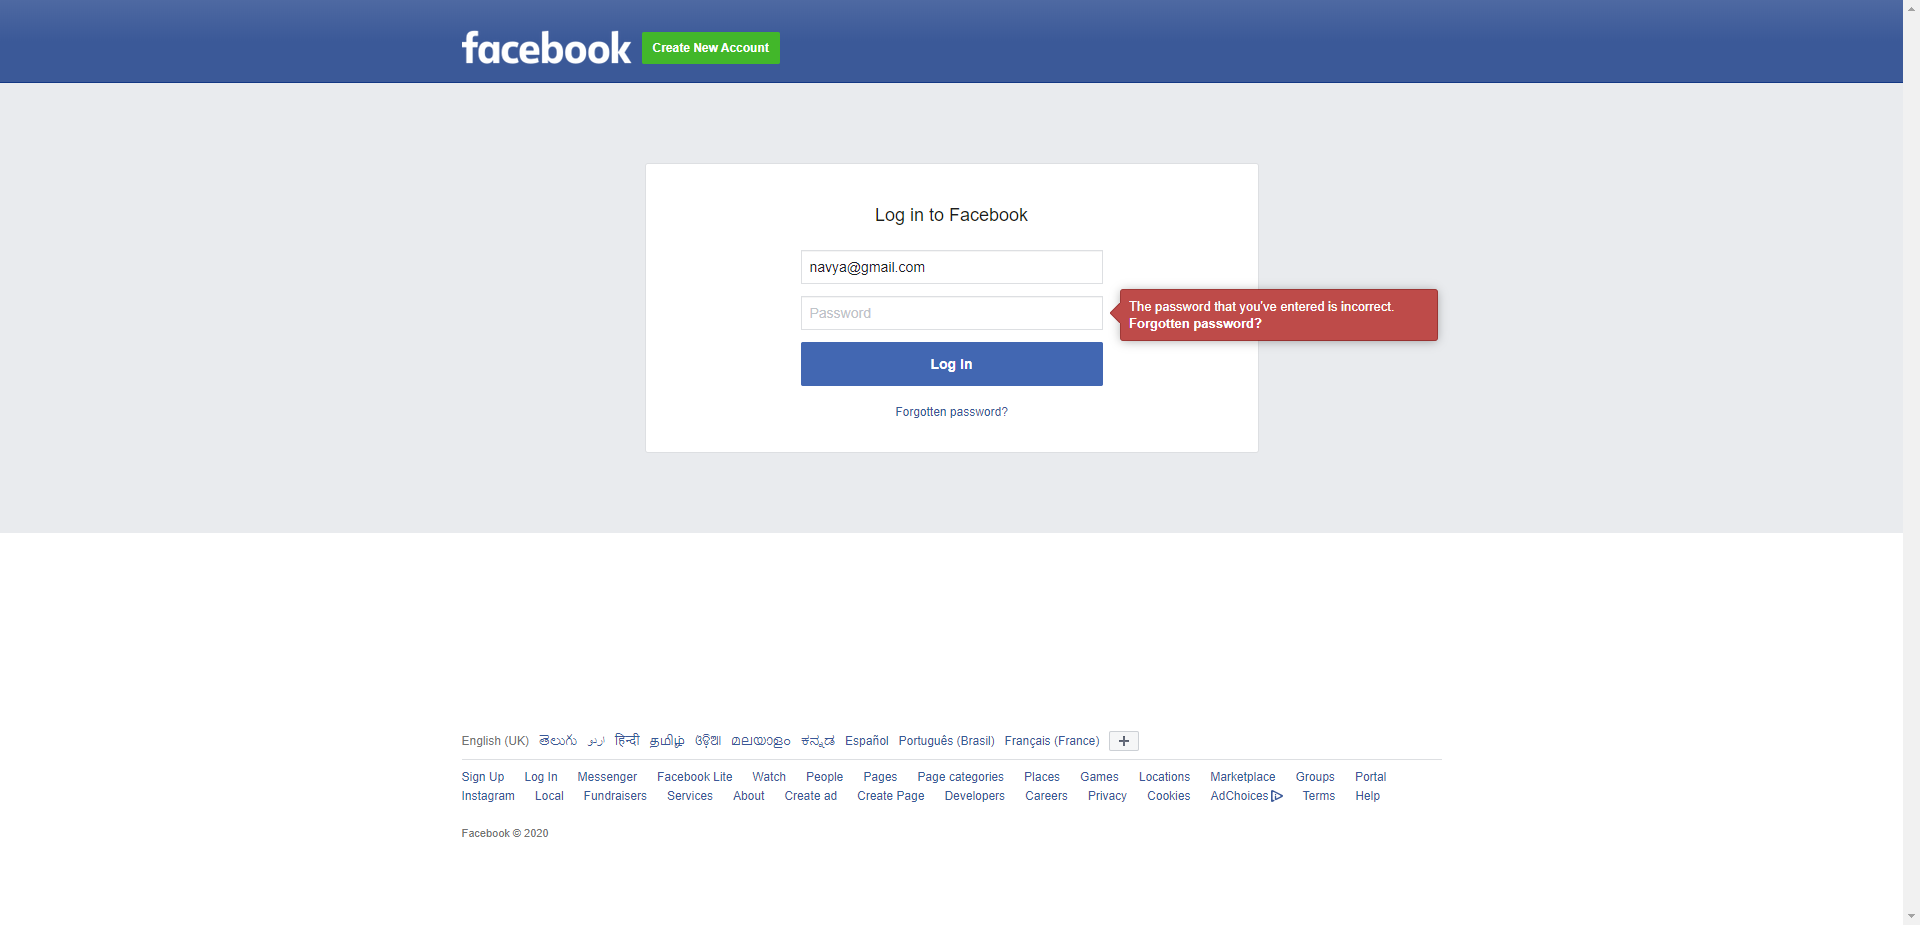 facebook Create New Account
Log in to Facebook
navya@gmail.com
Password
The password that you've entered is incorrect.
Forgotten password?
Log In
Forgotten password?
English (UK) తెలుగు اردو हिन्दी தமிழ் ଓଡ଼ିଆ മലയാളം ಕನ್ನಡ Español Português (Brasil) Français (France)
Sign Up Log In Messenger Facebook Lite Watch People Pages Page categories Places Games Locations Marketplace Groups Portal
Instagram Local Fundraisers Services About Create ad Create Page Developers Careers Privacy Cookies AdChoices Terms Help
Facebook © 2020